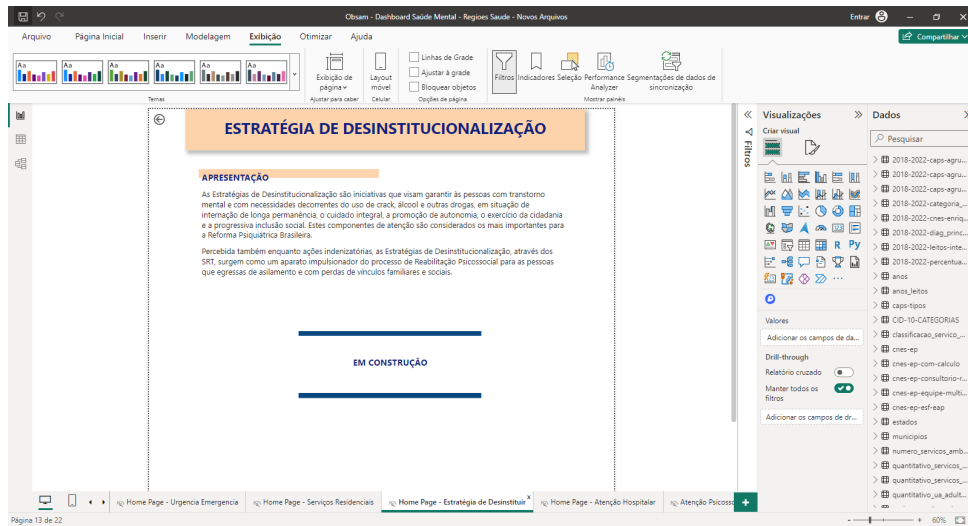 Obsam - Dashboard Saúde Mental - Regioes Saude - Novos Arquivos
Entrar
Arquivo Página Inicial Inserir Modelagem Exibição Otimizar Ajuda
Compartilhar
Aa Aa Aa Aa Aa Aa
Temas
Exibição de página
Ajustar para caber
Layout móvel
Celular
Linhas de Grade
Ajustar à grade
Bloquear objetos
Opções de página
Filtros Indicadores Seleção Performance Analyzer Segmentações de dados de sincronização
Mostrar painéis
ESTRATÉGIA DE DESINSTITUCIONALIZAÇÃO
APRESENTAÇÃO
As Estratégias de Desinstitucionalização são iniciativas que visam garantir às pessoas com transtorno
mental e com necessidades decorrentes do uso de crack, álcool e outras drogas, em situação de
internação de longa permanência, o cuidado integral, a promoção de autonomia, o exercício da cidadania
e a progressiva inclusão social. Estes componentes de atenção são considerados os mais importantes para
a Reforma Psiquiátrica Brasileira.
Percebida também enquanto ações indenizatórias, as Estratégias de Desinstitucionalização, através dos
SRT, surgem como um aparato impulsionador do processo de Reabilitação Psicossocial para as pessoas
que egressas de asilamento e com perdas de vínculos familiares e sociais.
EM CONSTRUÇÃO
Filtros
Visualizações
Criar visual
R Py
Valores
Adicionar os campos de da...
Drill-through
Relatório cruzado
Manter todos os
filtros
Adicionar os campos de dr...
Dados
Pesquisar
2018-2022-caps-agru...
2018-2022-caps-agru...
2018-2022-caps-agru...
2018-2022-categoria_...
2018-2022-cnes-enriq...
2018-2022-diag_princ...
2018-2022-leitos-inte...
2018-2022-percentua...
anos
anos_leitos
caps-tipos
CID-10-CATEGORIAS
classificacao_servico_...
cnes-ep
cnes-ep-com-calculo
cnes-ep-consultorio-r...
cnes-ep-equipe-multi...
cnes-ep-esf-eap
estados
municipios
numero_servicos_amb...
quantitativo_servicos_...
quantitativo_servicos_...
quantitativo_ua_adult...
Home Page - Urgencia Emergencia
Home Page - Serviços Residenciais
Home Page - Estratégia de Desinstituir
Home Page - Atenção Hospitalar
Atenção Psicoss
Página 13 de 22
60%